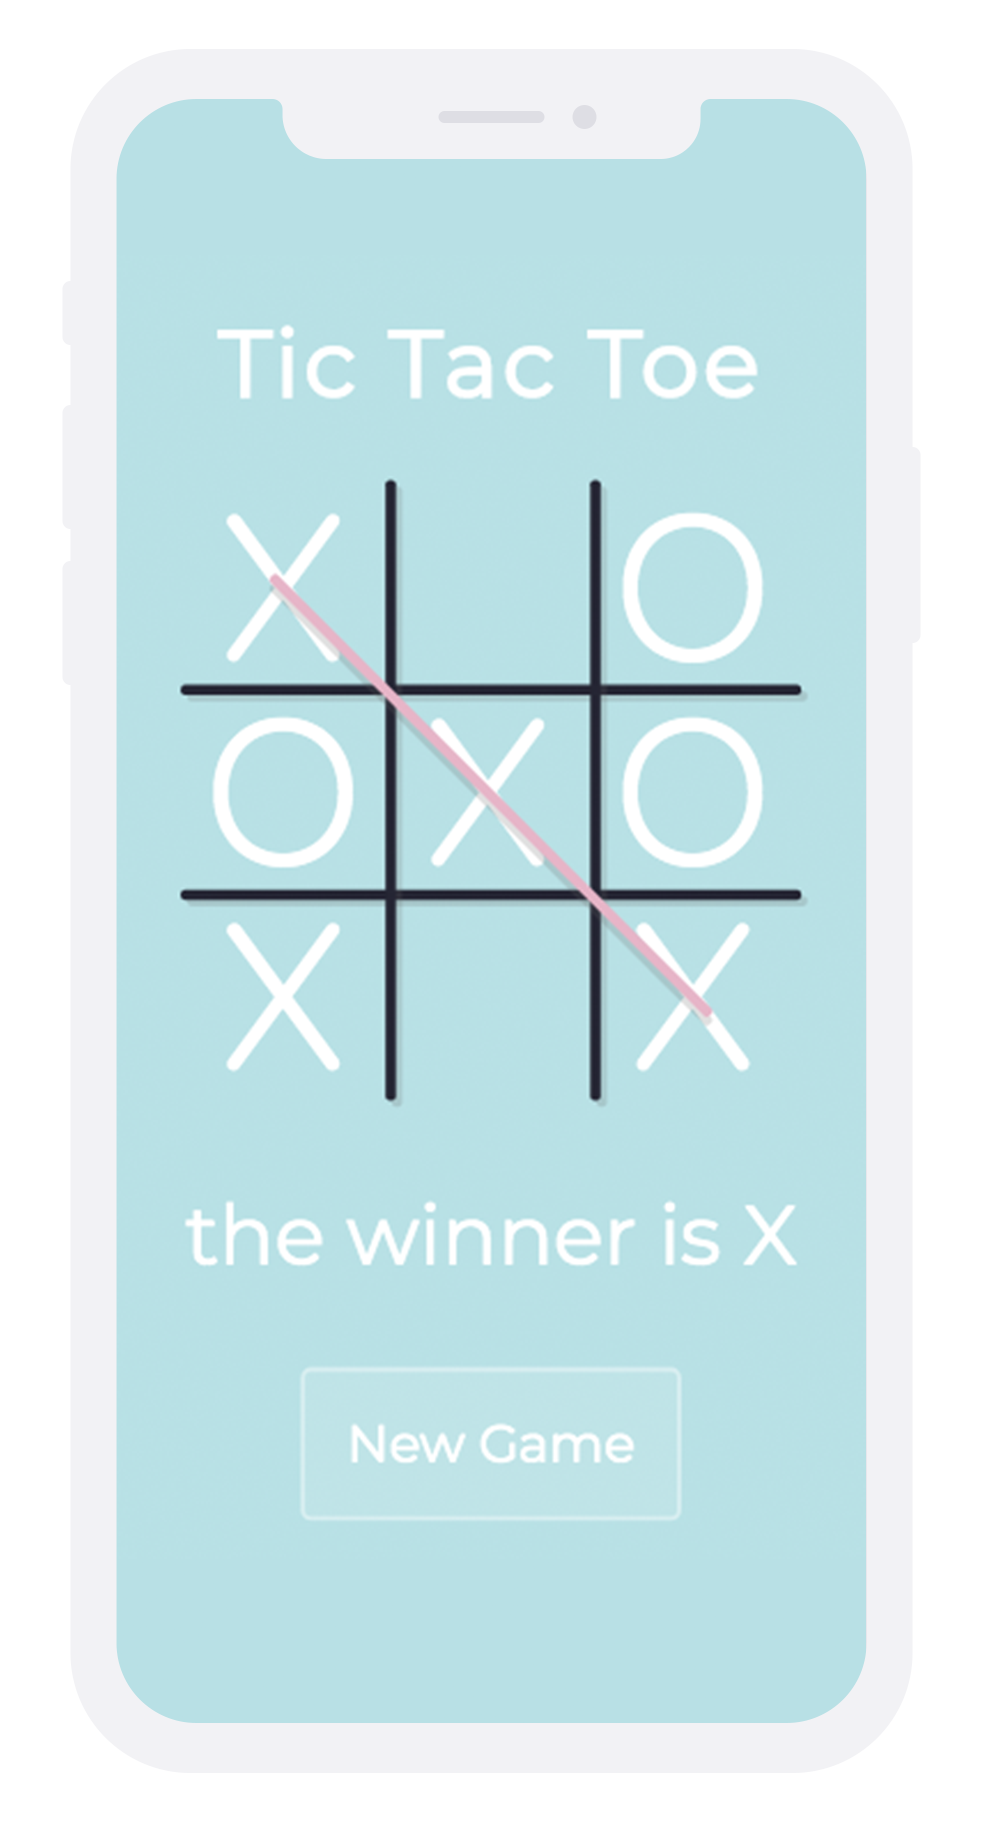 Tic Tac Toe
X O
O X O
X X
the winner is X
New Game